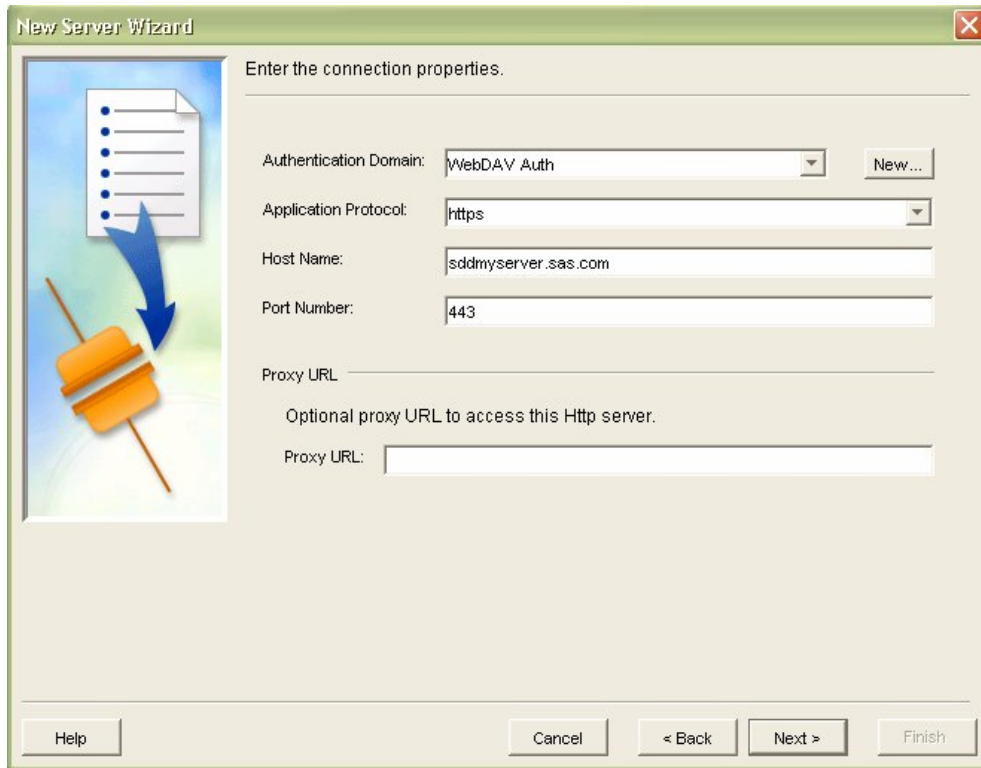 New Server Wizard
Enter the connection properties.
Authentication Domain: WebDAV Auth New...
Application Protocol: https
Host Name: sddmyserver.sas.com
Port Number: 443
Proxy URL
Optional proxy URL to access this Http server.
Proxy URL:
Help Cancel < Back Next > Finish